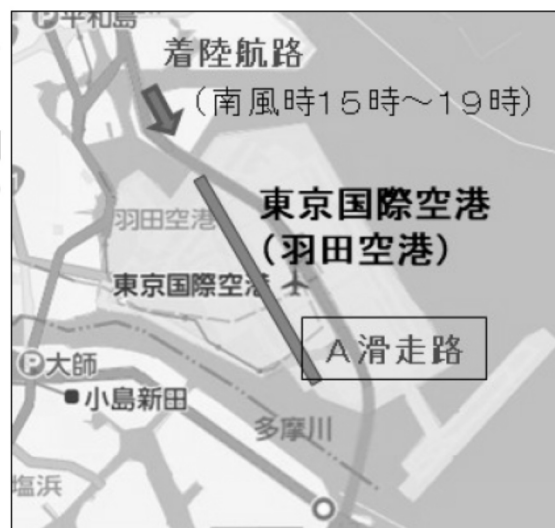 P平和島
着陸航路
（南風時１５時～１９時）
羽田空港
東京国際空港
（羽田空港）
東京国際空港
A滑走路
P大師
小島新田
多摩川
塩浜